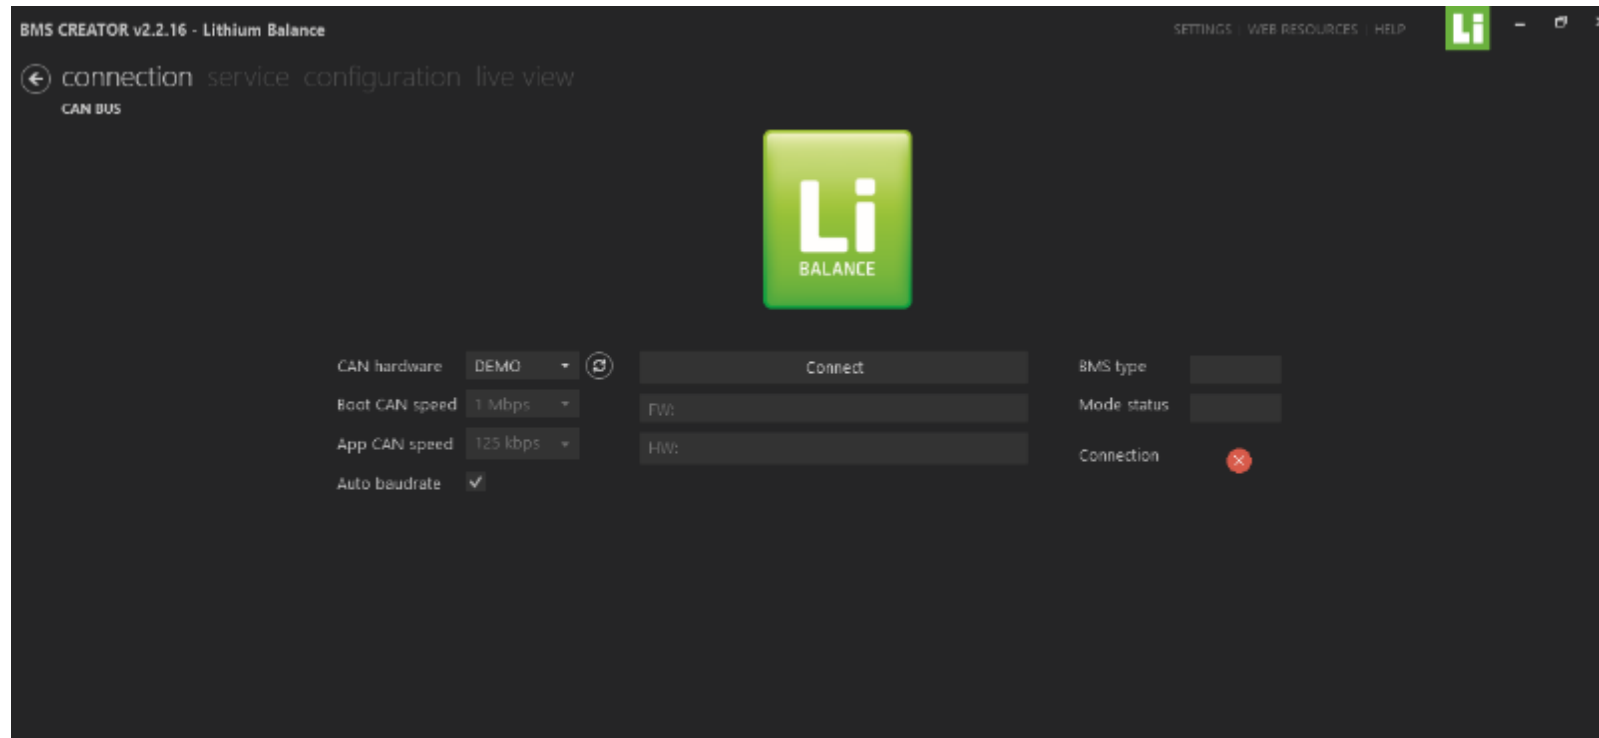 BMS CREATOR v2.2.16 - Lithium Balance
SETTINGS | WEB RESOURCES | HELP
Li
connection service configuration live view
CAN BUS
Li
BALANCE
CAN hardware DEMO Connect BMS type
Boot CAN speed 1 Mbps FW: Mode status
App CAN speed 125 kbps HW: Connection
Auto baudrate